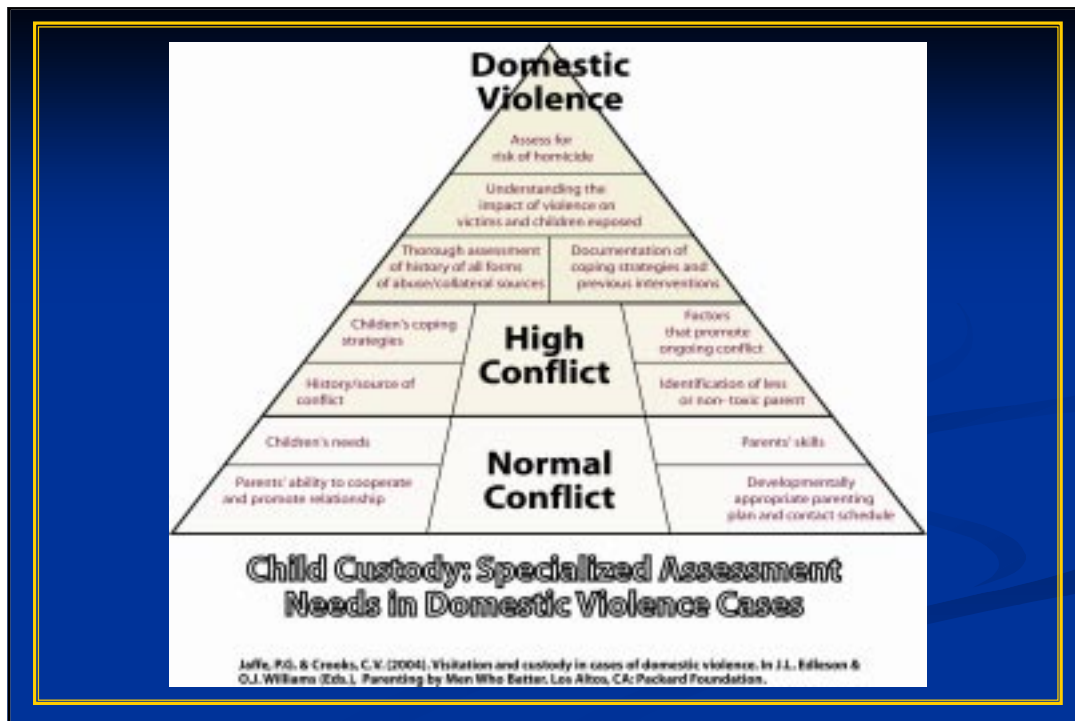 Domestic
Violence
Assess for
risk of homicide
Understanding the
impact of violence on
victims and children exposed
Thorough assessment
of history of all forms
of abuse/collateral sources
Documentation of
coping strategies and
previous interventions
Children's coping
strategies
History/source of
conflict
High
Conflict
Factors
that promote
ongoing conflict
Identification of less
or non-toxic parent
Children's needs
Parents' ability to cooperate
and promote relationship
Normal
Conflict
Parents' skills
Developmentally
appropriate parenting
plan and contact schedule
Child Custody: Specialized Assessment
Needs in Domestic Violence Cases
Jaffe, P.G. & Crooks, C.V. (2004). Visitation and custody in cases of domestic violence. In J.L. Edleson &
O.J. Williams (Eds.), Parenting by Men Who Batter. Los Altos, CA: Packard Foundation.